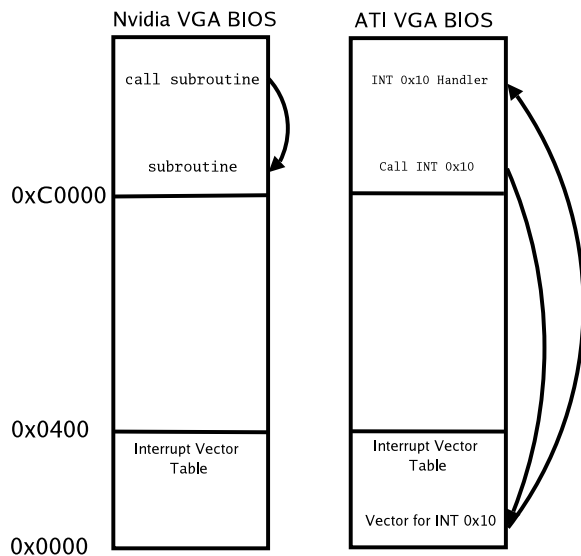 Nvidia VGA BIOS
call subroutine
subroutine
0xC0000
0x0400
Interrupt Vector
Table
0x0000
ATI VGA BIOS
INT 0x10 Handler
Call INT 0x10
Interrupt Vector
Table
Vector for INT 0x10